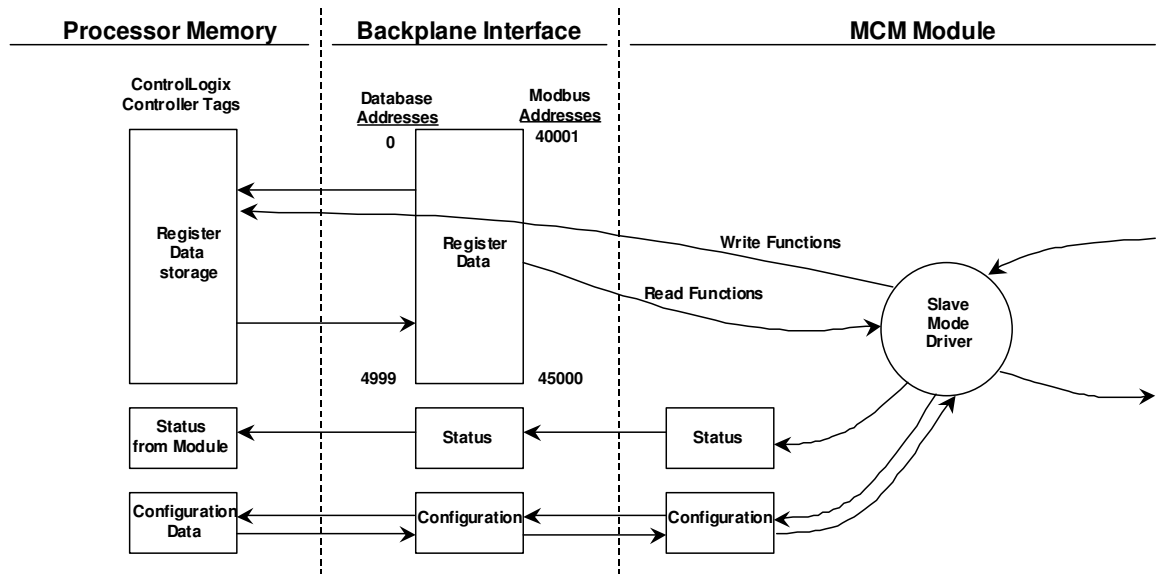 Processor Memory
Backplane Interface
MCM Module
ControlLogix
Controller Tags
Database
Addresses
0
Modbus
Addresses
40001
Register
Data
storage
Register
Data
Write Functions
Read Functions
Slave
Mode
Driver
4999
45000
Status
from Module
Status
Status
Configuration
Data
Configuration
Configuration